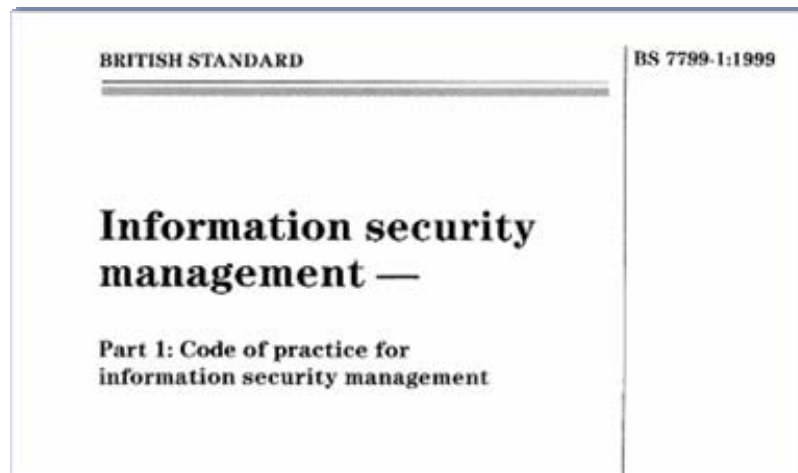 BRITISH STANDARD
BS 7799-1:1999
Information security
management —
Part 1: Code of practice for
information security management